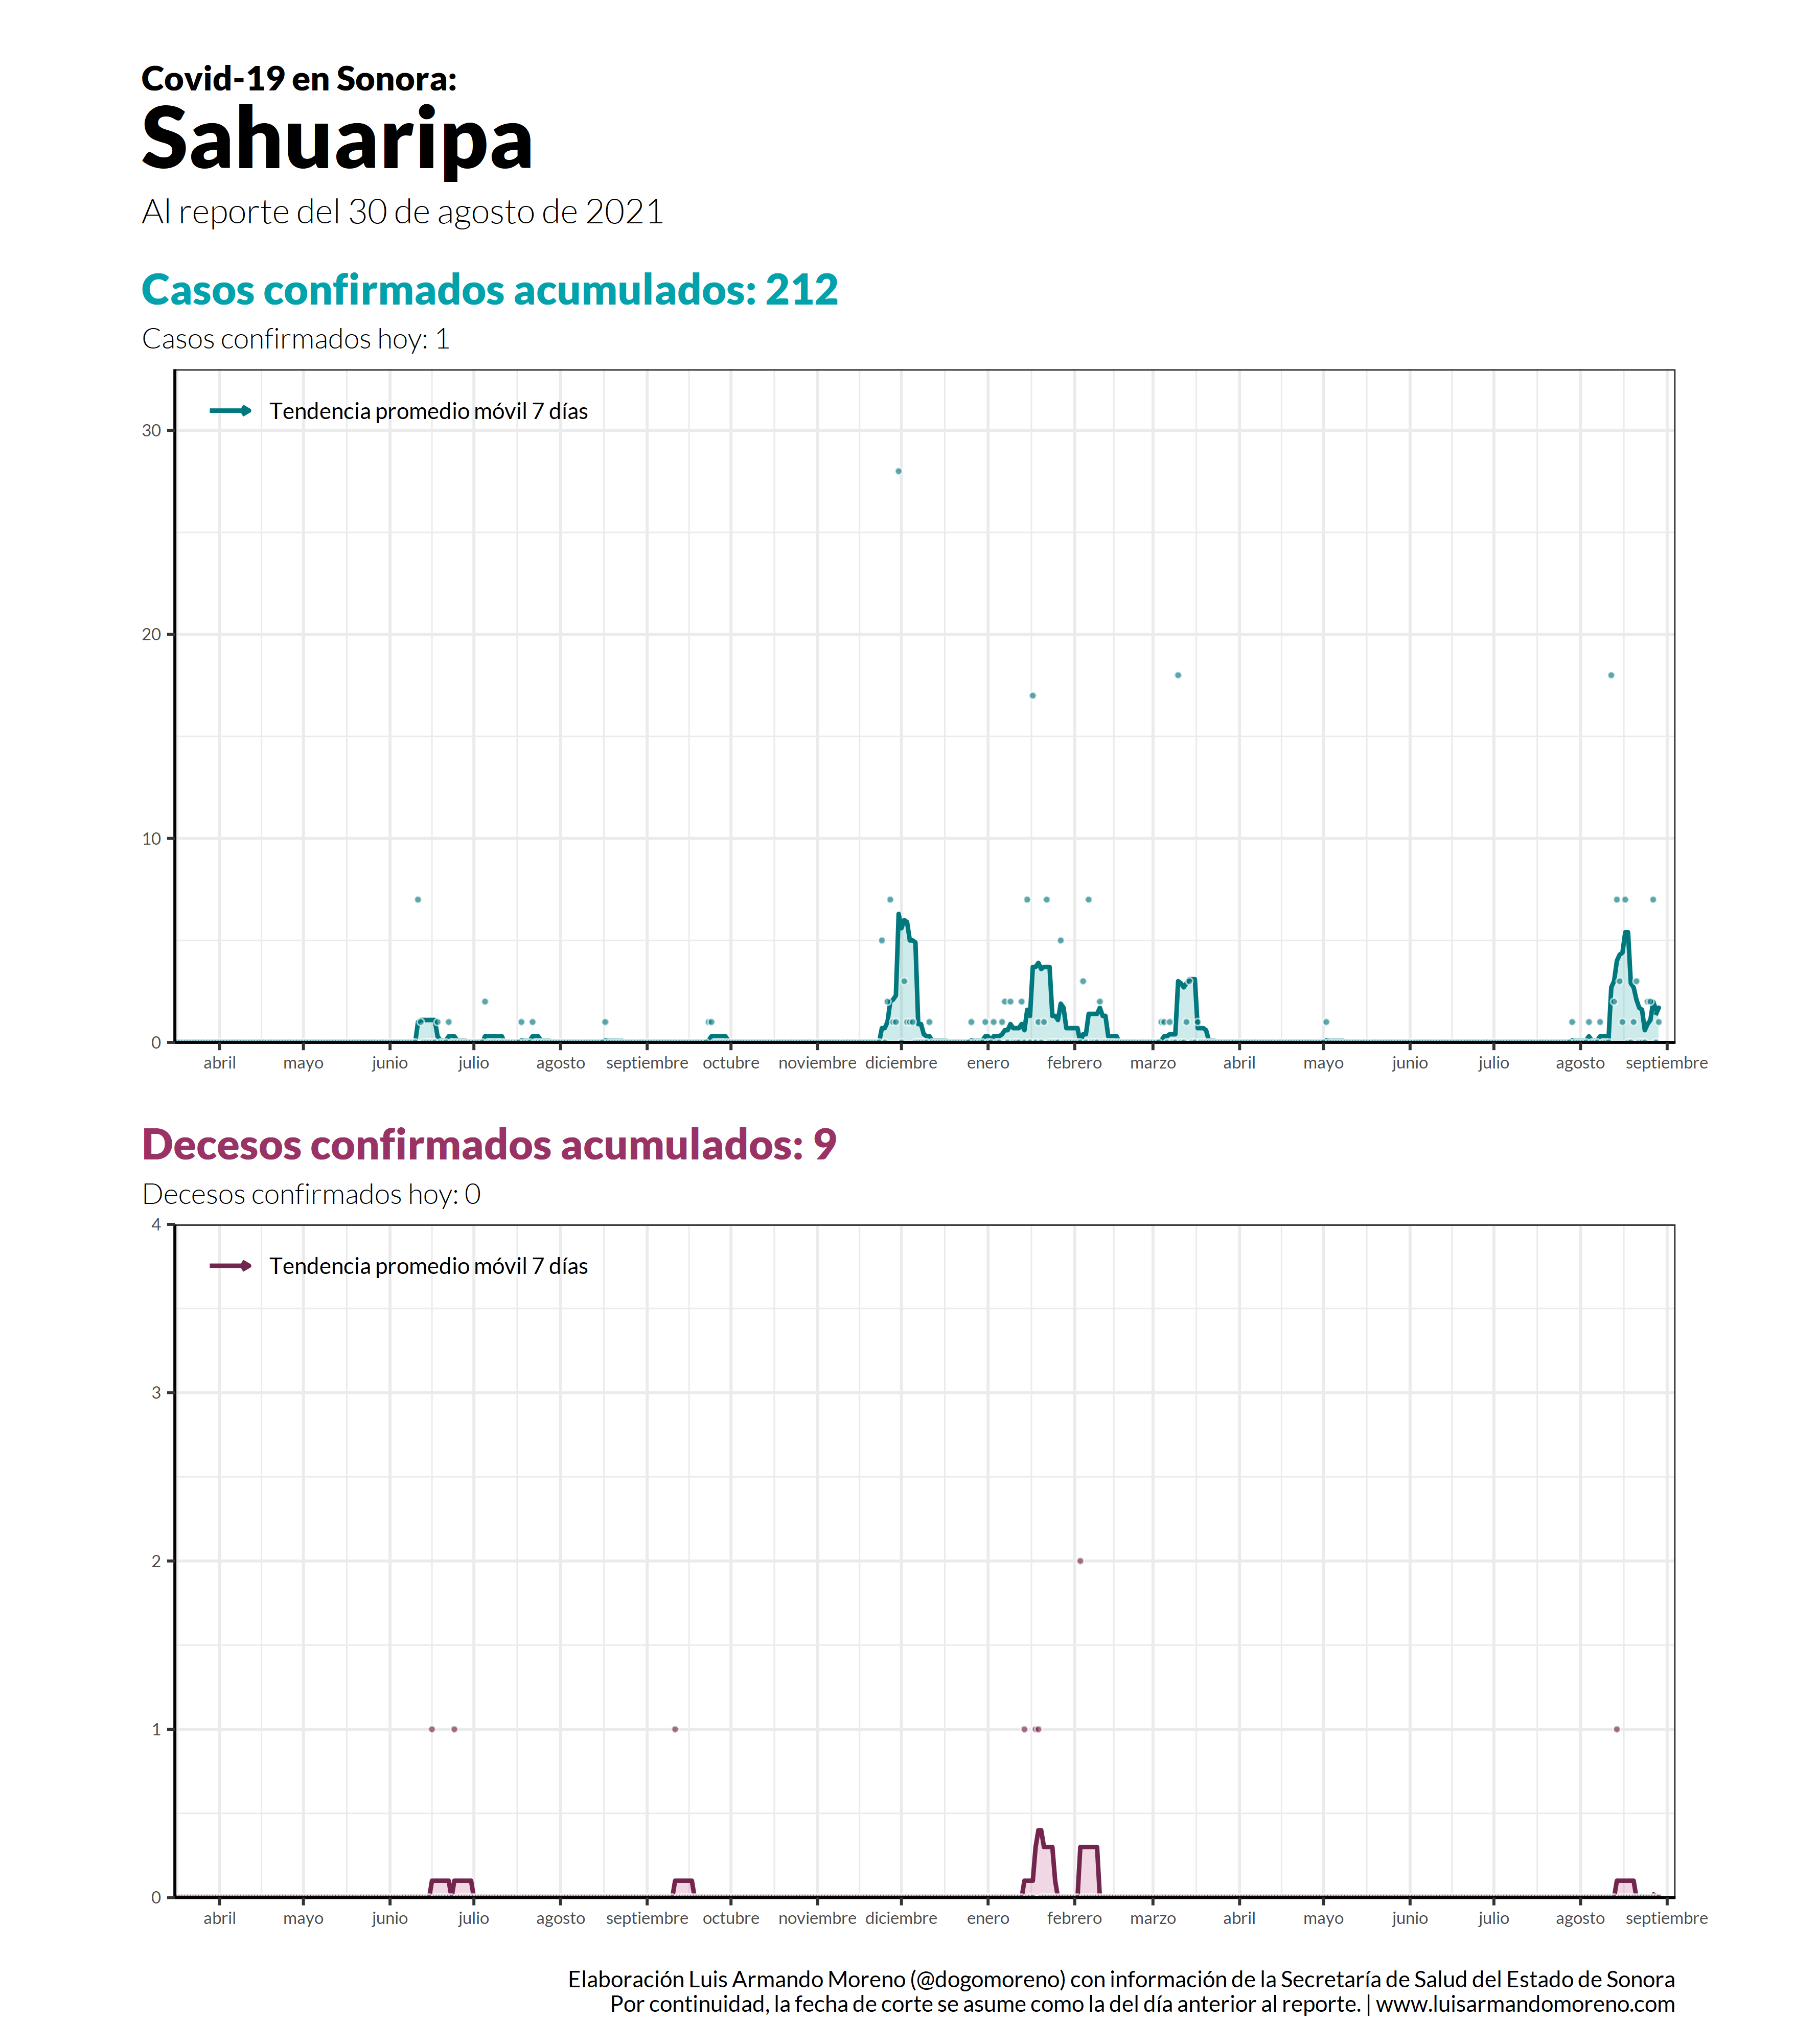 Covid-19 en Sonora:
Sahuaripa
Al reporte del 30 de agosto de 2021
Casos confirmados acumulados: 212
Casos confirmados hoy: 1
Tendencia promedio móvil 7 días
30
20
10
0
abril mayo junio julio agosto septiembre octubre noviembre diciembre enero febrero marzo abril mayo junio julio agosto septiembre
Decesos confirmados acumulados: 9
Decesos confirmados hoy: 0
4
Tendencia promedio móvil 7 días
3
2
1
0
abril mayo junio julio agosto septiembre octubre noviembre diciembre enero febrero marzo abril mayo junio julio agosto septiembre
Elaboración Luis Armando Moreno (@dogomoreno) con información de la Secretaría de Salud del Estado de Sonora
Por continuidad, la fecha de corte se asume como la del día anterior al reporte. | www.luisarmandomoreno.com